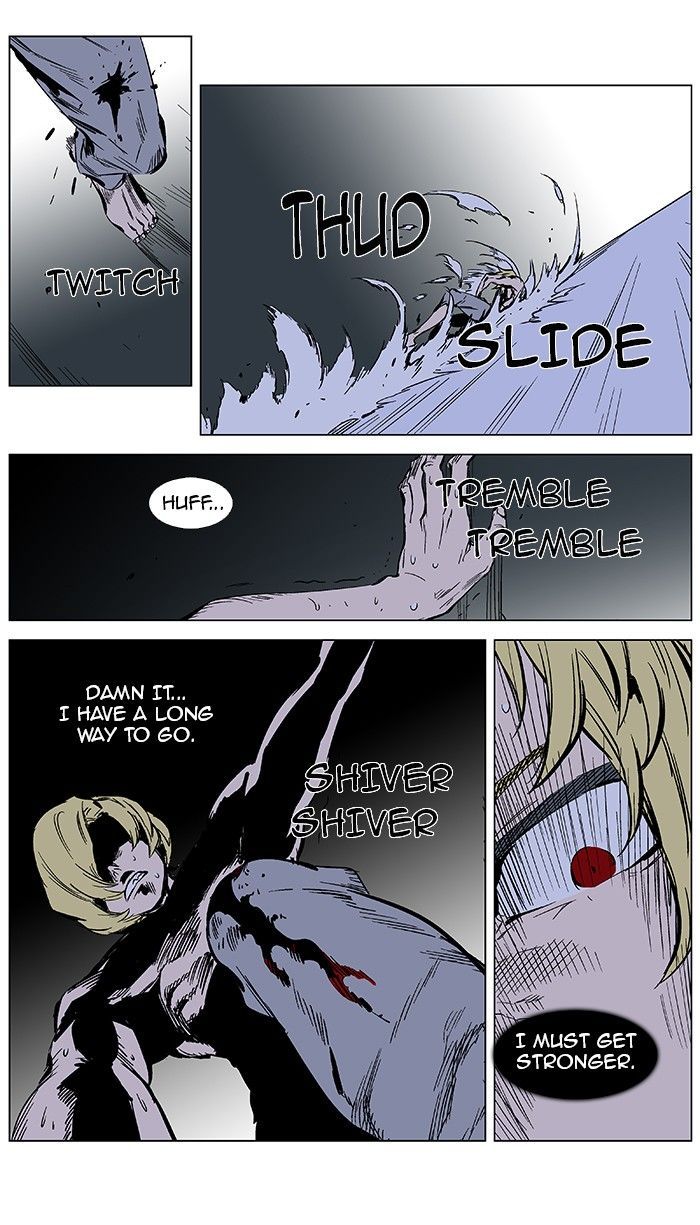 TWITCH
THUD
SLIDE
HUFF...
TREMBLE
TREMBLE
DAMN IT...
I HAVE A LONG
WAY TO GO.
SHIVER
SHIVER
I MUST GET
STRONGER.